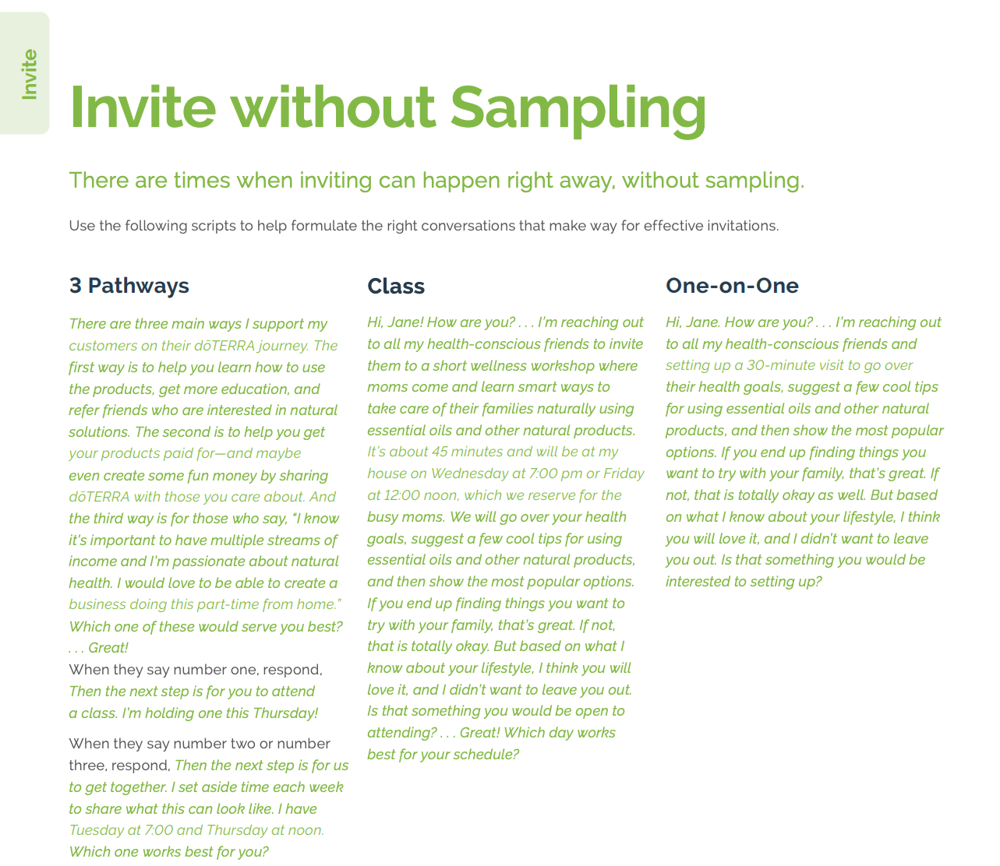 Invite
Invite without Sampling
There are times when inviting can happen right away, without sampling.
Use the following scripts to help formulate the right conversations that make way for effective invitations.
3 Pathways
There are three main ways I support my
customers on their dōTERRA journey. The
first way is to help you learn how to use
the products, get more education, and
refer friends who are interested in natural
solutions. The second is to help you get
your products paid for—and maybe
even create some fun money by sharing
dōTERRA with those you care about. And
the third way is for those who say, “I know
it's important to have multiple streams of
income and I’m passionate about natural
health. I would love to be able to create a
business doing this part-time from home.”
Which one of these would serve you best?
. . . Great!
When they say number one, respond,
Then the next step is for you to attend
a class. I’m holding one this Thursday!
When they say number two or number
three, respond, Then the next step is for us
to get together. I set aside time each week
to share what this can look like. I have
Tuesday at 7:00 and Thursday at noon.
Which one works best for you?
Class
Hi, Jane! How are you? . . . I’m reaching out
to all my health-conscious friends to invite
them to a short wellness workshop where
moms come and learn smart ways to
take care of their families naturally using
essential oils and other natural products.
It’s about 45 minutes and will be at my
house on Wednesday at 7:00 pm or Friday
at 12:00 noon, which we reserve for the
busy moms. We will go over your health
goals, suggest a few cool tips for using
essential oils and other natural products,
and then show the most popular options.
If you end up finding things you want to
try with your family, that’s great. If not,
that is totally okay. But based on what I
know about your lifestyle, I think you will
love it, and I didn’t want to leave you out.
Is that something you would be open to
attending? . . . Great! Which day works
best for your schedule?
One-on-One
Hi, Jane. How are you? . . . I’m reaching out
to all my health-conscious friends and
setting up a 30-minute visit to go over
their health goals, suggest a few cool tips
for using essential oils and other natural
products, and then show the most popular
options. If you end up finding things you
want to try with your family, that’s great. If
not, that is totally okay as well. But based
on what I know about your lifestyle, I think
you will love it, and I didn’t want to leave
you out. Is that something you would be
interested to setting up?